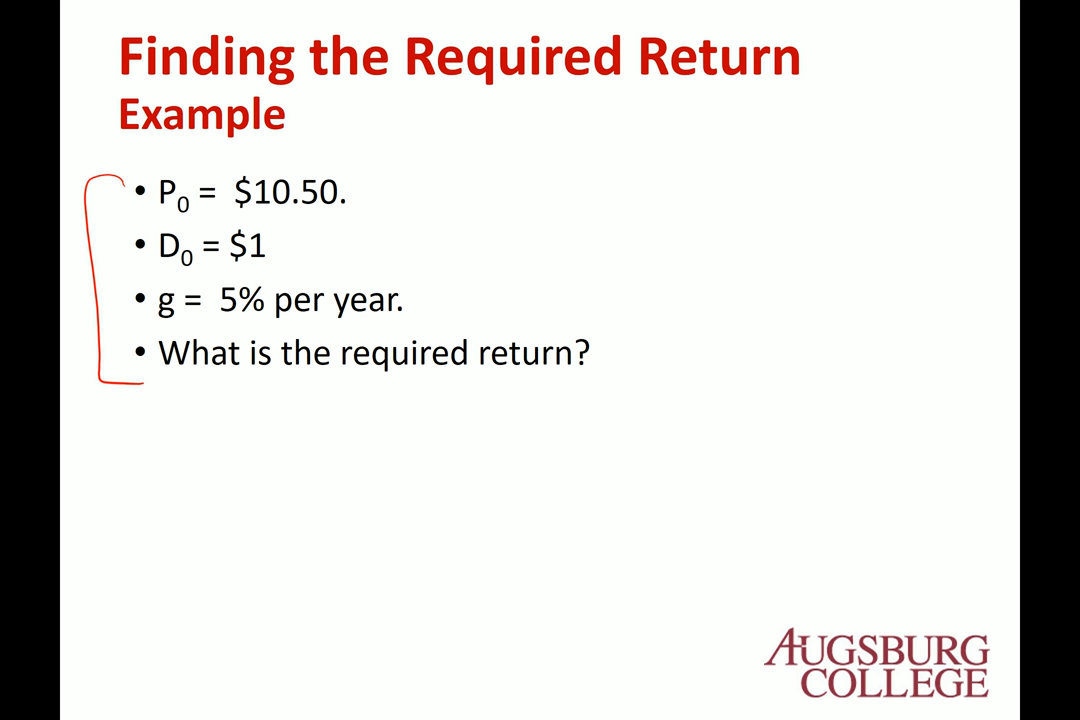 Finding the Required Return
Example
• P₀ = $10.50.
• D₀ = $1
• g = 5% per year.
• What is the required return?
AUGSBURG
COLLEGE